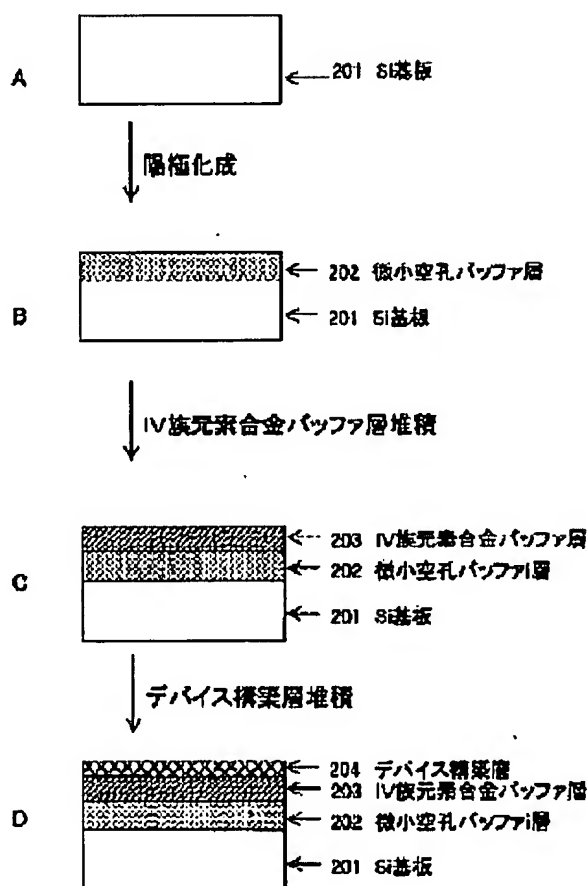 A
201 Si基板
陽極化成
202 微小空孔バッファ層
B
201 Si基板
IV族元素合金バッファ層堆積
203 IV族元素合金バッファ層
C
202 微小空孔バッファi層
201 Si基板
デバイス構築層堆積
204 デバイス構築層
203 IV族元素合金バッファ層
D
202 微小空孔バッファi層
201 Si基板